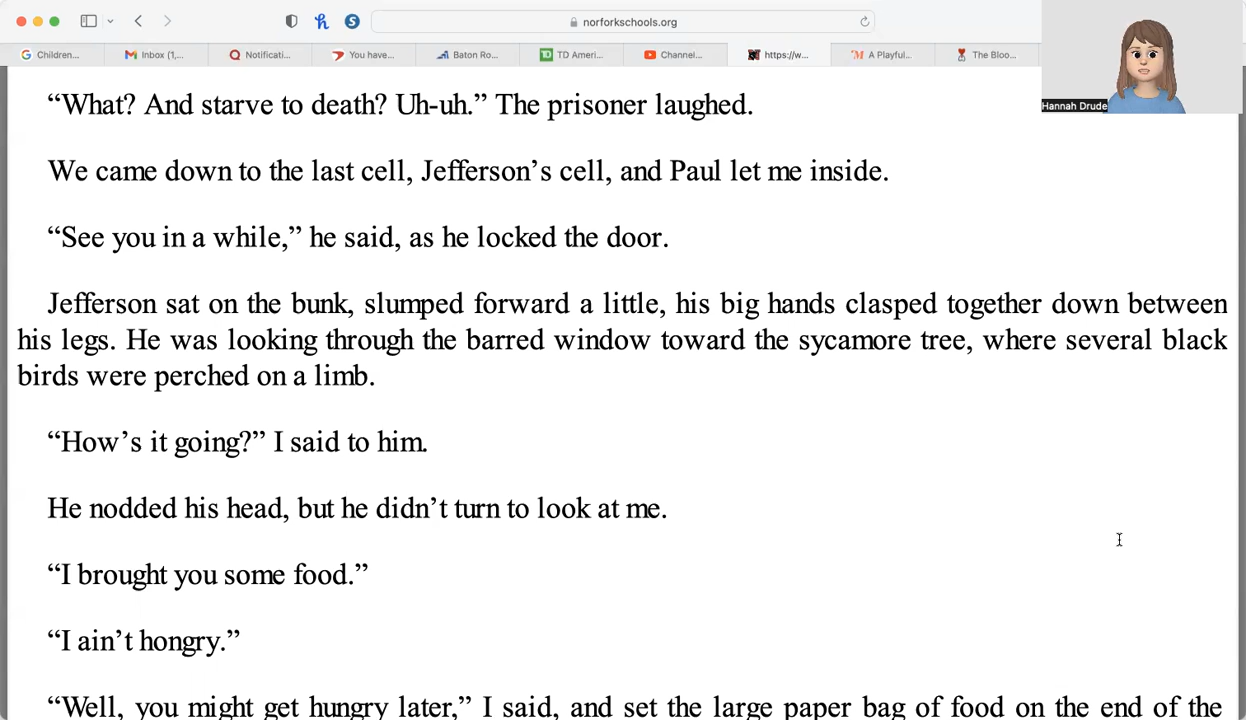 norforkschools.org
Children...
Inbox (1,...
Notificati...
You have...
Baton Ro...
TD Ameri...
Channel...
https://w...
A Playful...
The Bloo...
Hannah Drude
“What? And starve to death? Uh-uh.” The prisoner laughed.
We came down to the last cell, Jefferson’s cell, and Paul let me inside.
“See you in a while,” he said, as he locked the door.
Jefferson sat on the bunk, slumped forward a little, his big hands clasped together down between
his legs. He was looking through the barred window toward the sycamore tree, where several black
birds were perched on a limb.
“How’s it going?” I said to him.
He nodded his head, but he didn’t turn to look at me.
“I brought you some food.”
“I ain’t hongry.”
“Well, you might get hungry later,” I said, and set the large paper bag of food on the end of the